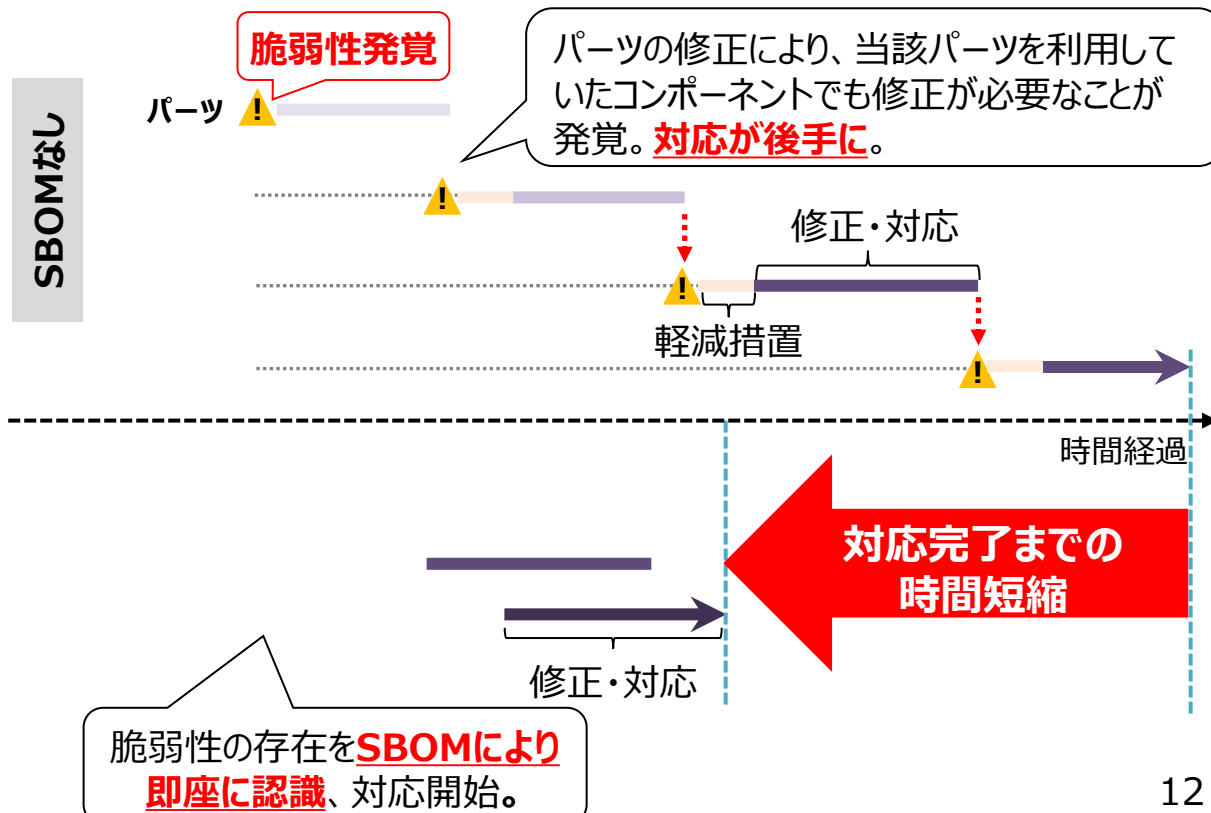 脆弱性発覚
パーツの修正により、当該パーツを利用して
いたコンポーネントでも修正が必要なことが
発覚。対応が後手に。
SBOMなし
パーツ
!
!
修正・対応
!
軽減措置
!
時間経過
対応完了までの
時間短縮
修正・対応
脆弱性の存在をSBOMにより
即座に認識、対応開始。
12